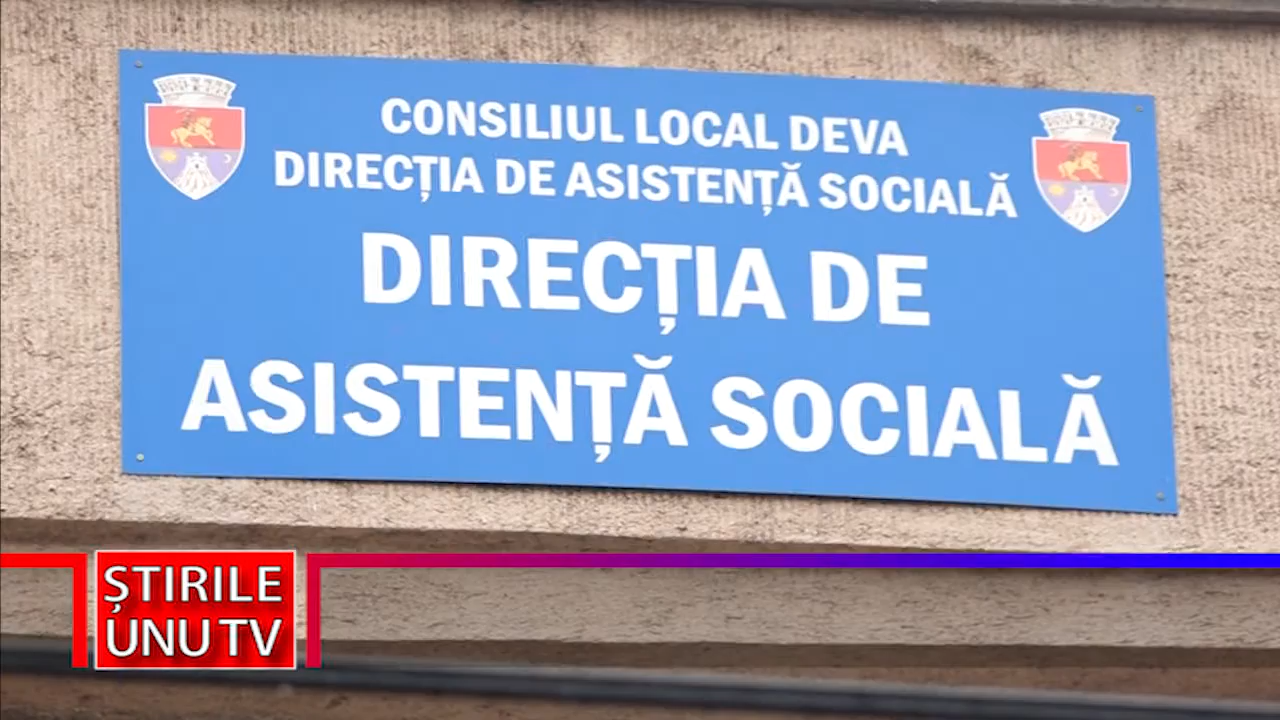 CONSILIUL LOCAL DEVA
DIRECȚIA DE ASISTENȚĂ SOCIALĂ
DIRECȚIA DE
ASISTENȚĂ SOCIALĂ
ȘTIRILE
UNU TV